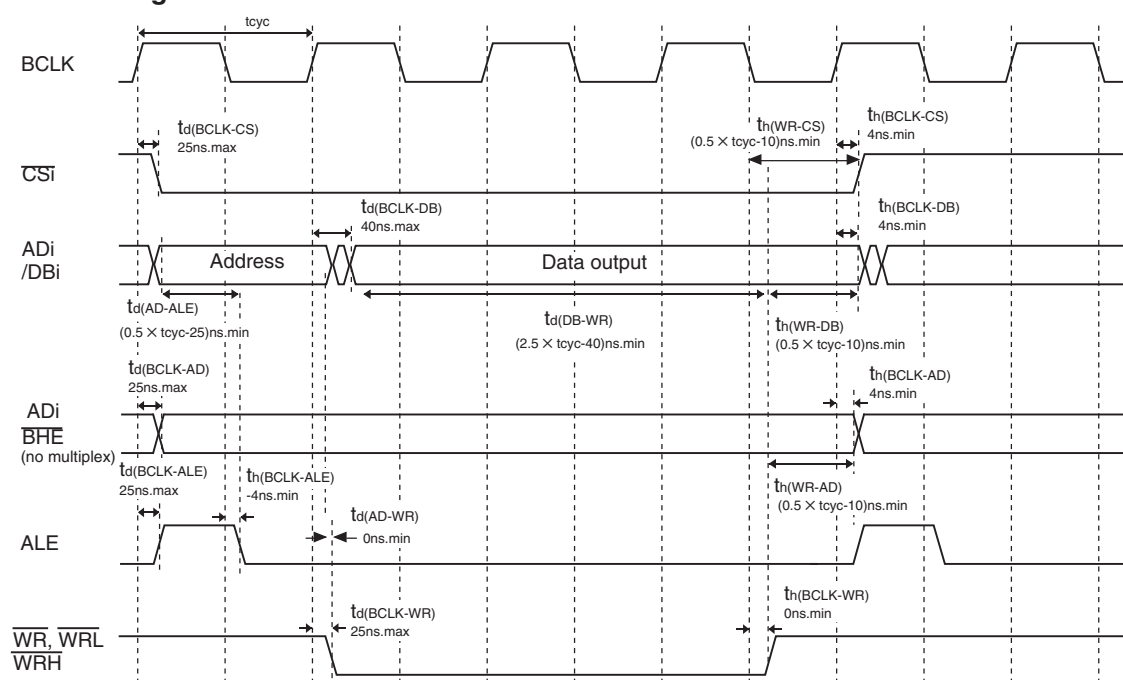 tcyc
BCLK
td(BCLK-CS)
25ns.max
th(WR-CS)
(0.5 × tcyc-10)ns.min
th(BCLK-CS)
4ns.min
CSi
td(BCLK-DB)
40ns.max
th(BCLK-DB)
4ns.min
ADi
/DBi
Address
Data output
td(AD-ALE)
(0.5 × tcyc-25)ns.min
td(DB-WR)
(2.5 × tcyc-40)ns.min
th(WR-DB)
(0.5 × tcyc-10)ns.min
td(BCLK-AD)
25ns.max
th(BCLK-AD)
4ns.min
ADi
BHE
(no multiplex)
td(BCLK-ALE)
25ns.max
th(BCLK-ALE)
-4ns.min
th(WR-AD)
(0.5 × tcyc-10)ns.min
td(AD-WR)
0ns.min
ALE
td(BCLK-WR)
25ns.max
th(BCLK-WR)
0ns.min
WR, WRL
WRH